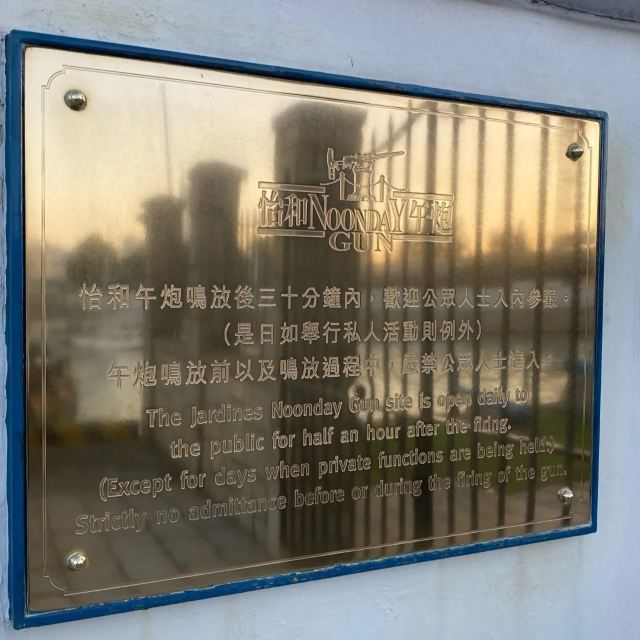 怡和 NOONDAY 午炮
GUN
怡和午炮鳴放後三十分鐘內，歡迎公眾人士入內參觀。
（是日如舉行私人活動則例外）
午炮鳴放前以及鳴放過程中，嚴禁公眾人士進入。
The Jardines Noonday Gun site is open daily to
the public for half an hour after the firing.
(Except for days when private functions are being held.)
Strictly no admittance before or during the firing of the gun.